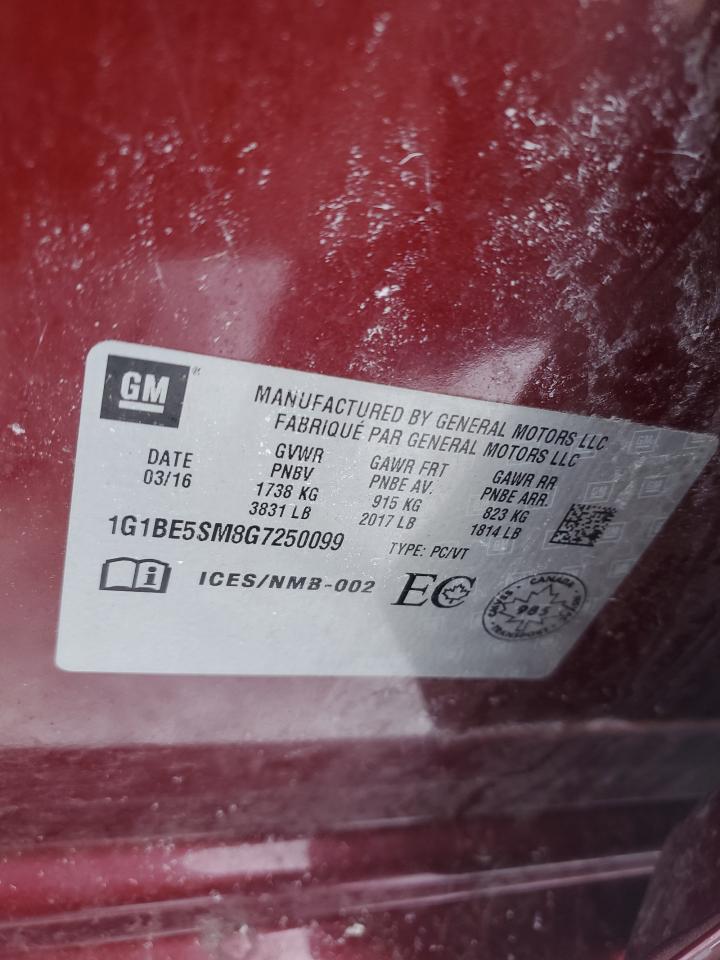 GM®
MANUFACTURED BY GENERAL MOTORS LLC
FABRIQUÉ PAR GENERAL MOTORS LLC
DATE
03/16
GVWR
PNBV
1738 KG
3831 LB
GAWR FRT
PNBE AV.
915 KG
2017 LB
GAWR RR
PNBE ARR.
823 KG
1814 LB
1G1BE5SM8G7250099
TYPE: PC/VT
ICES/NMB-002
EC
CANADA
985
TRANSPORT